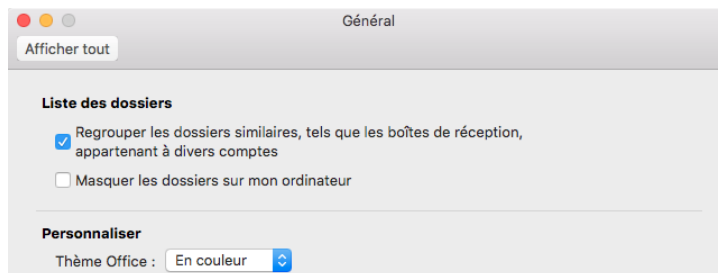 Général
Afficher tout
Liste des dossiers
Regrouper les dossiers similaires, tels que les boîtes de réception,
appartenant à divers comptes
Masquer les dossiers sur mon ordinateur
Personnaliser
Thème Office : En couleur